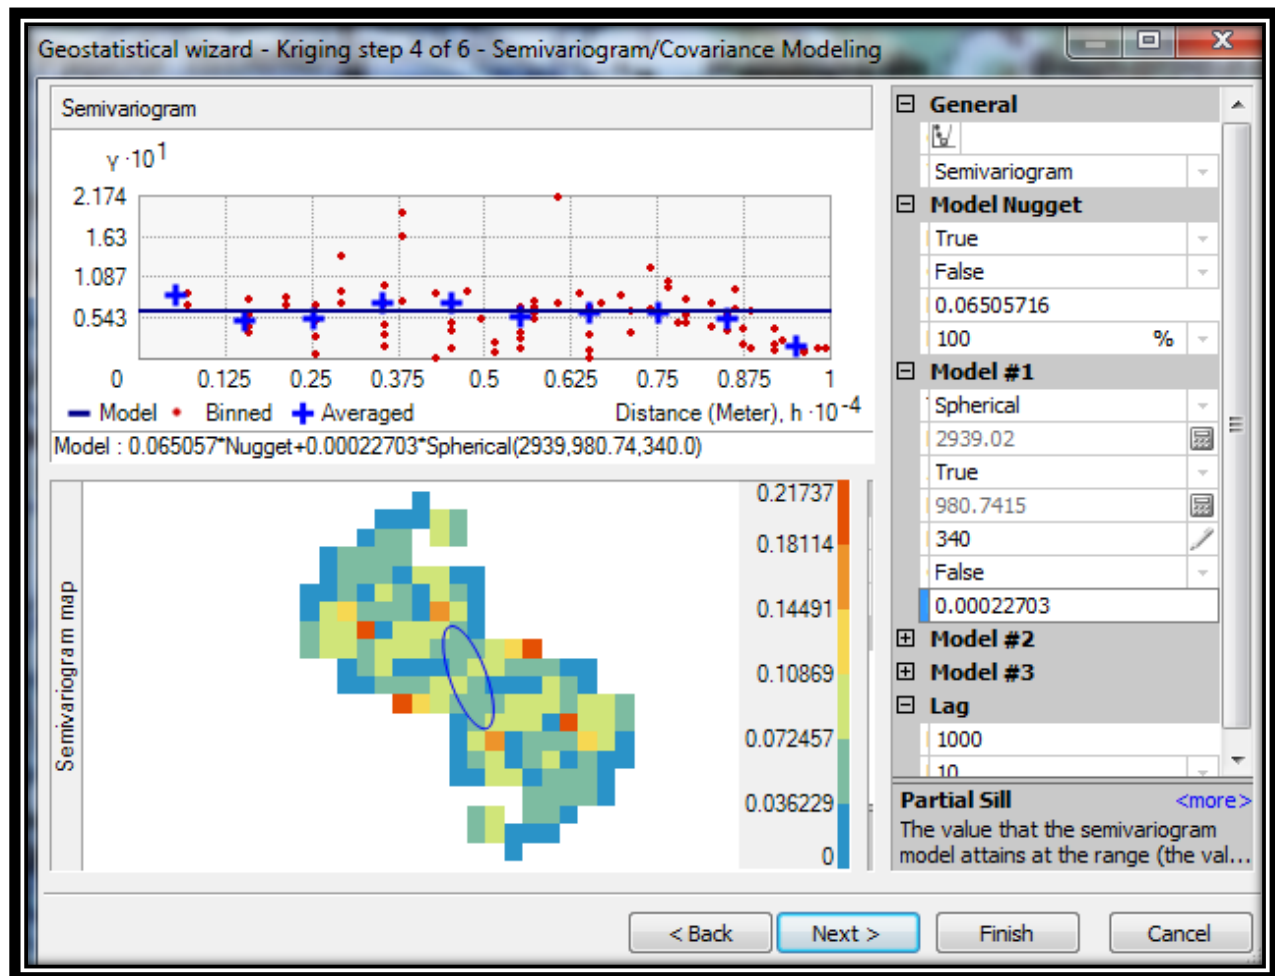 Geostatistical wizard - Kriging step 4 of 6 - Semivariogram/Covariance Modeling
Semivariogram
γ ·10 1
2.174
1.63
1.087
0.543
0 0.125 0.25 0.375 0.5 0.625 0.75 0.875 1
Model Binned Averaged Distance (Meter), h ·10 -4
Model : 0.065057*Nugget+0.00022703*Spherical(2939,980.74,340.0)
Semivariogram map
0.21737
0.18114
0.14491
0.10869
0.072457
0.036229
0
General
Semivariogram
Model Nugget
True
False
0.06505716
100 %
Model #1
Spherical
2939.02
True
980.7415
340
False
0.00022703
Model #2
Model #3
Lag
1000
10
Partial Sill <more>
The value that the semivariogram
model attains at the range (the val...
< Back Next > Finish Cancel